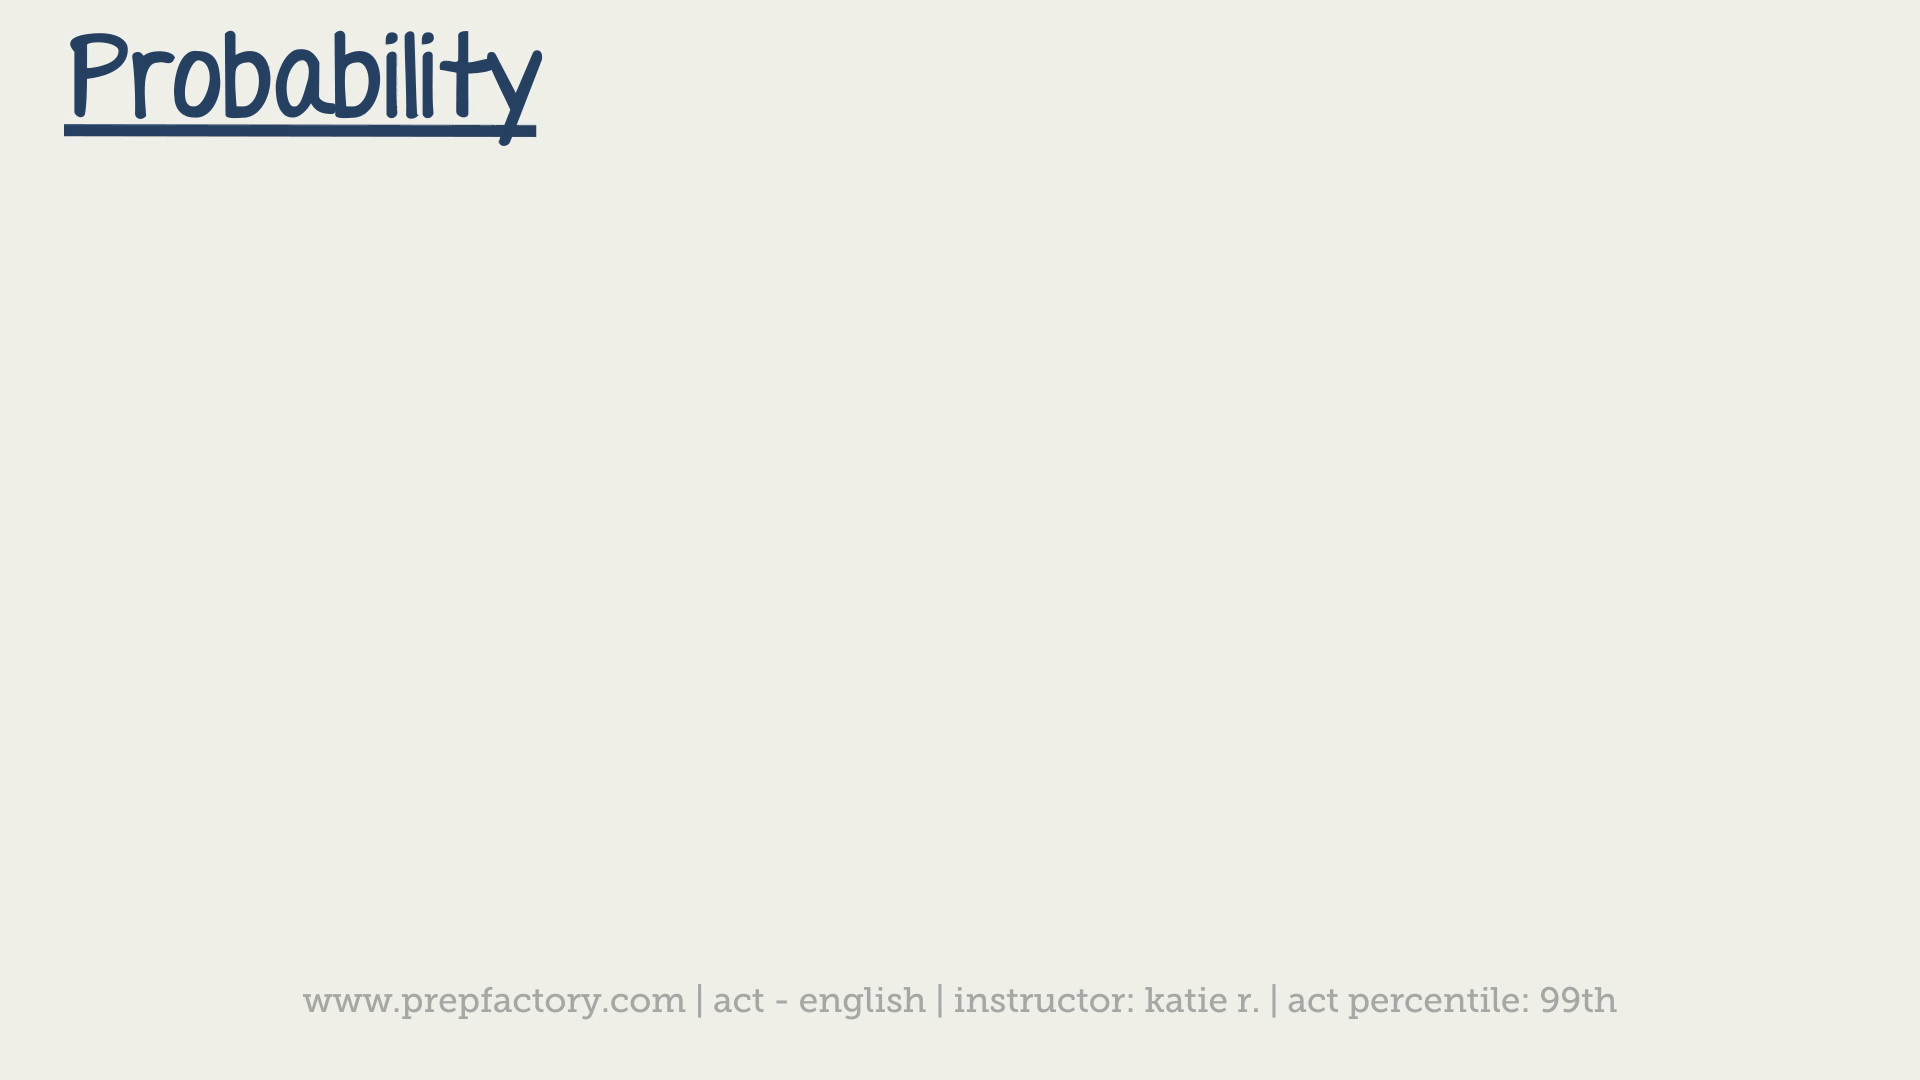 Probability
www.prepfactory.com | act - english | instructor: katie r. | act percentile: 99th